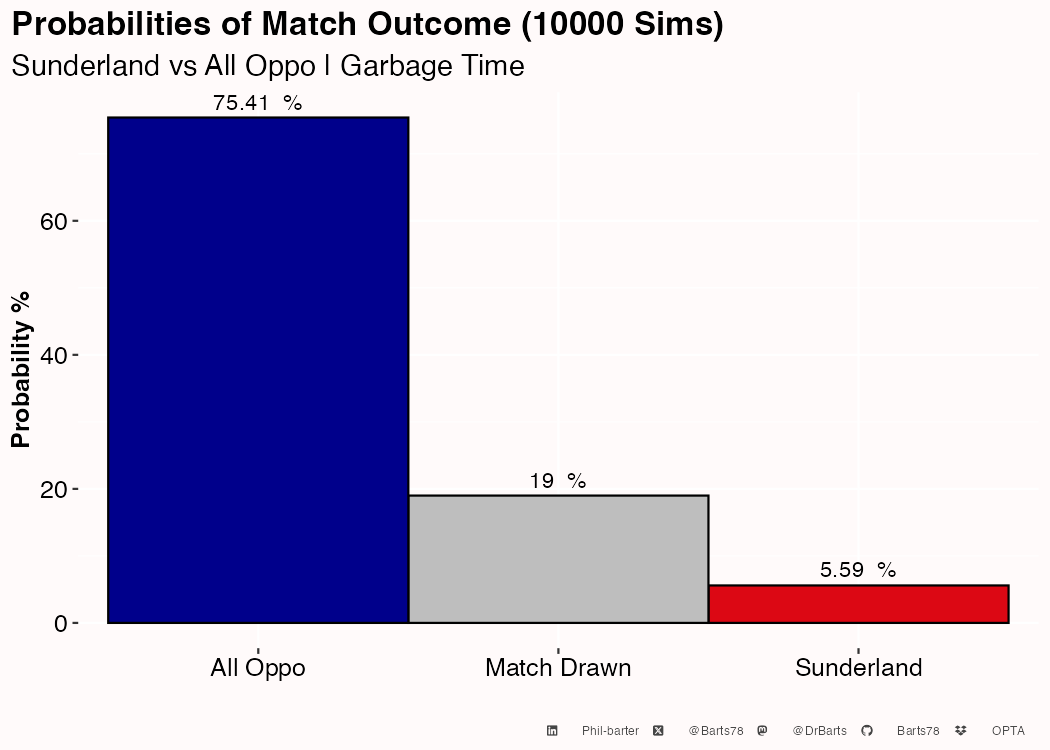 Probabilities of Match Outcome (10000 Sims)
Sunderland vs All Oppo | Garbage Time
75.41 %
60
Probability %
40
19 %
20
5.59 %
0
All Oppo Match Drawn Sunderland
Phil-barter @Barts78 @DrBarts Barts78 OPTA